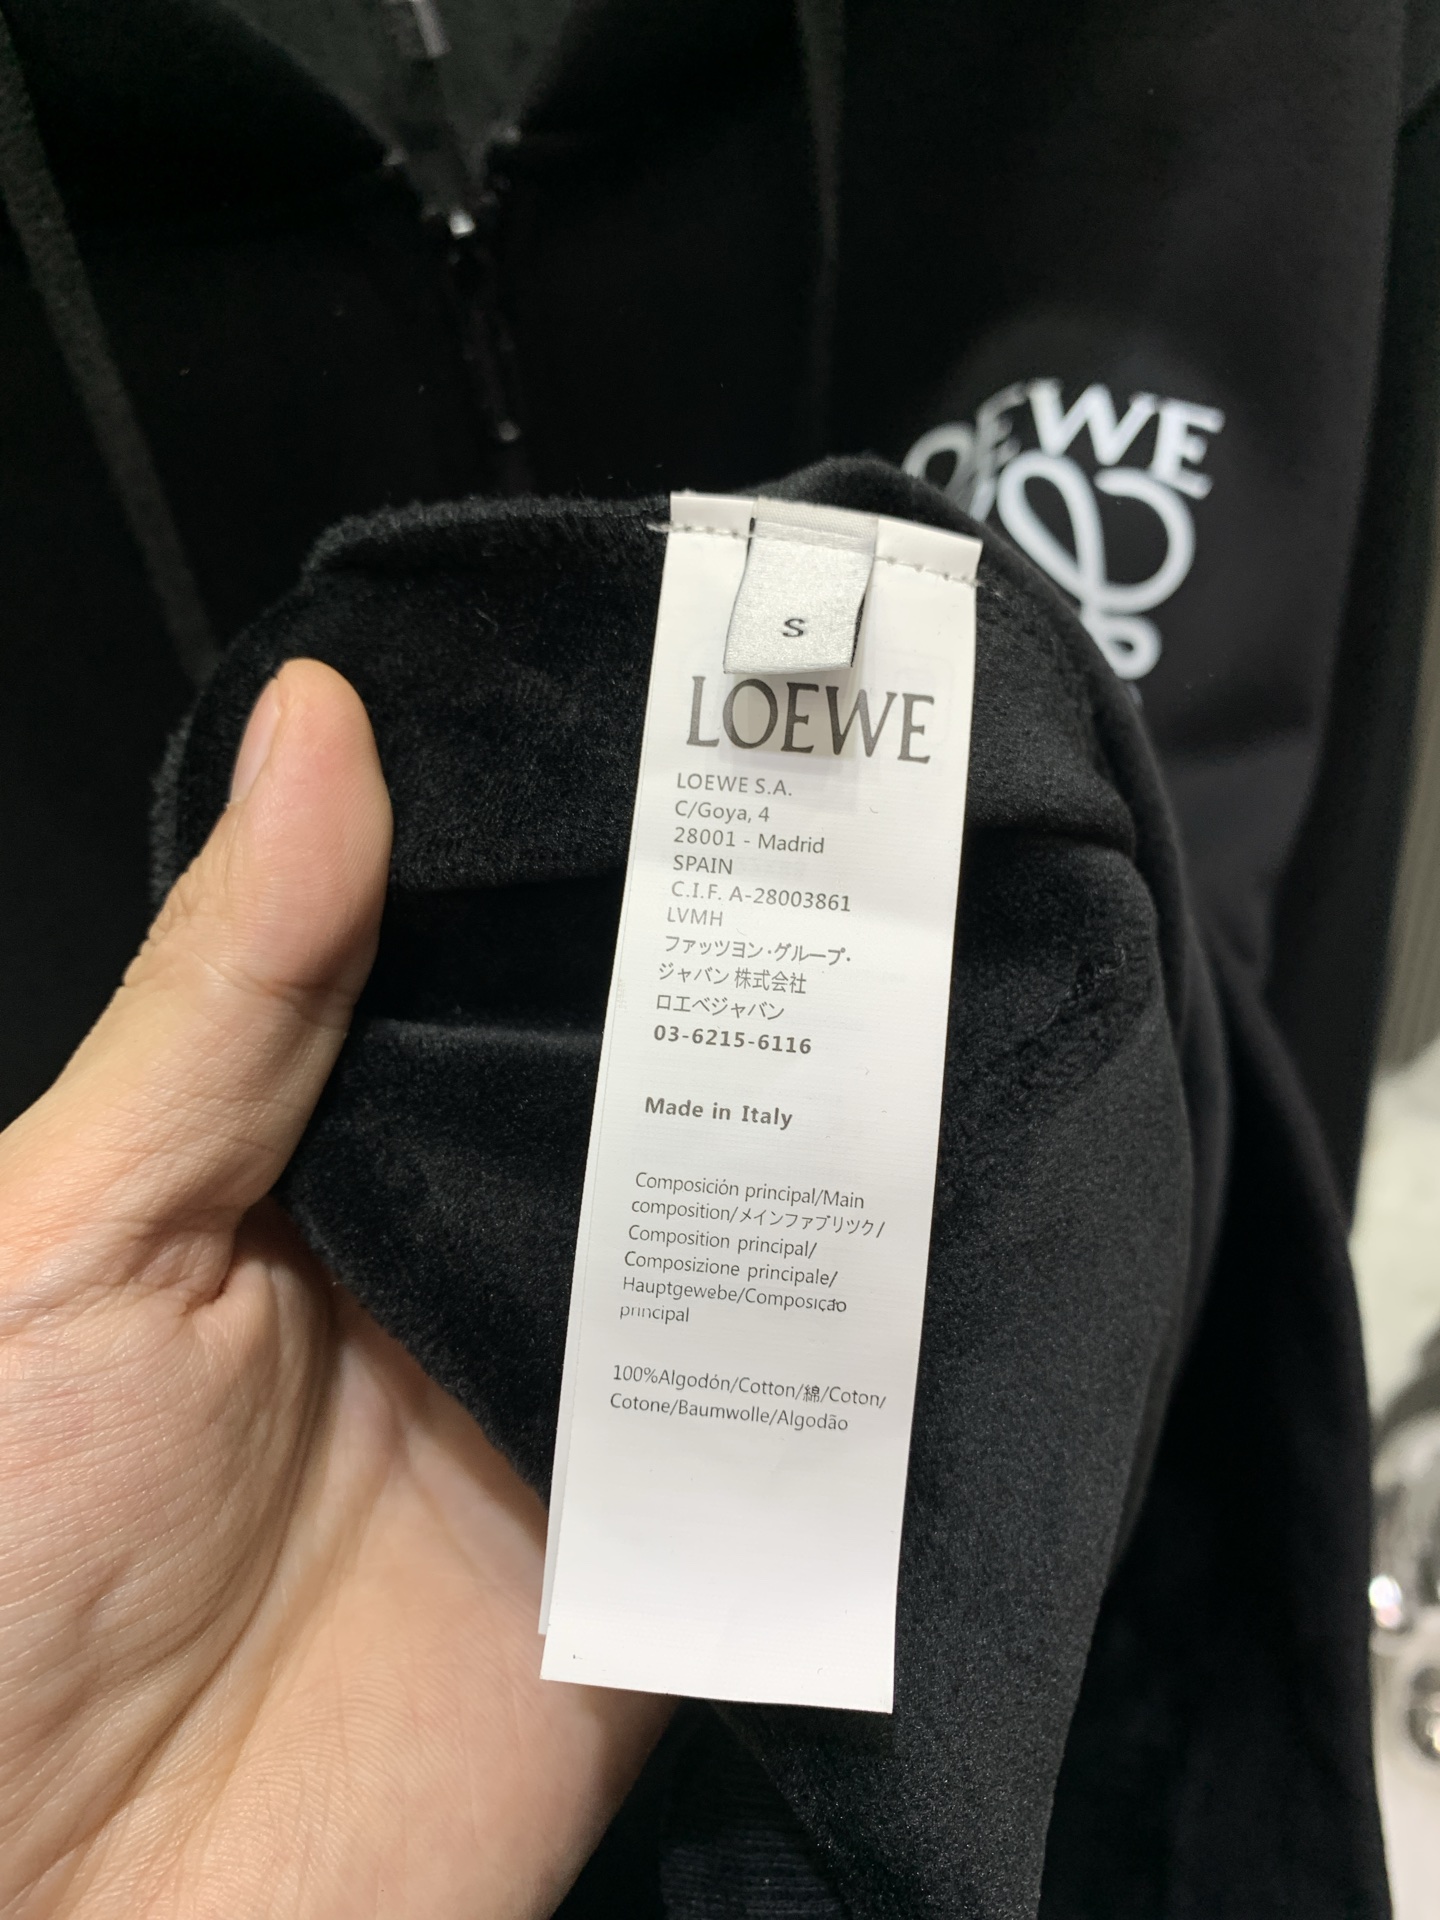 LOEWE
S
LOEWE
LOEWE S.A.
C/Goya, 4
28001 - Madrid
SPAIN
C.I.F. A-28003861
LVMH
ファッツヨン·グループ·
ジャバン 株式会社
ロエベジャバン
03-6215-6116
Made in Italy
Composición principal/Main
composition/メインファブリツク/
Composition principal/
Composizione principale/
Hauptgewebe/Composição
principal
100%Algodón/Cotton/綿/Coton/
Cotone/Baumwolle/Algodão